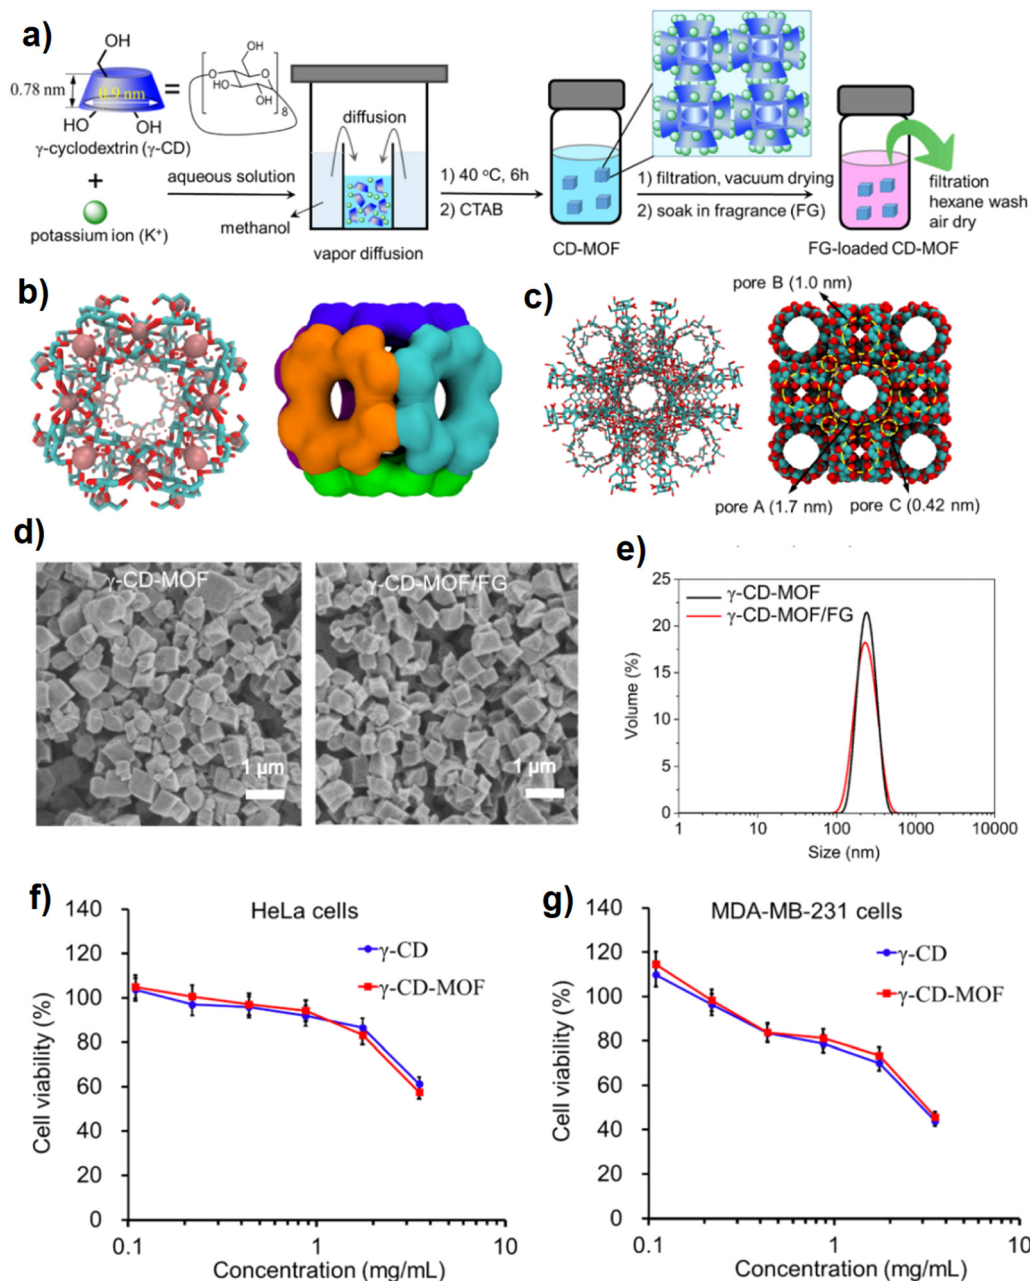 a)
OH
0.78 nm
0.9 nm
HO
OH
γ-cyclodextrin (γ-CD)
+
potassium ion (K⁺)
=
OH
O
O
HO
OH
8
aqueous solution
methanol
diffusion
vapor diffusion
1) 40 °C, 6h
2) CTAB
CD-MOF
1) filtration, vacuum drying
2) soak in fragrance (FG)
FG-loaded CD-MOF
filtration
hexane wash
air dry
b)
c)
pore B (1.0 nm)
pore A (1.7 nm)
pore C (0.42 nm)
d)
γ-CD-MOF
1 μm
γ-CD-MOF/FG
1 μm
e)
γ-CD-MOF
γ-CD-MOF/FG
Volume (%)
25
20
15
10
5
0
1
10
100
1000
10000
Size (nm)
f)
HeLa cells
γ-CD
γ-CD-MOF
Cell viability (%)
140
120
100
80
60
40
20
0
0.1
1
10
Concentration (mg/mL)
g)
MDA-MB-231 cells
γ-CD
γ-CD-MOF
Cell viability (%)
140
120
100
80
60
40
20
0
0.1
1
10
Concentration (mg/mL)